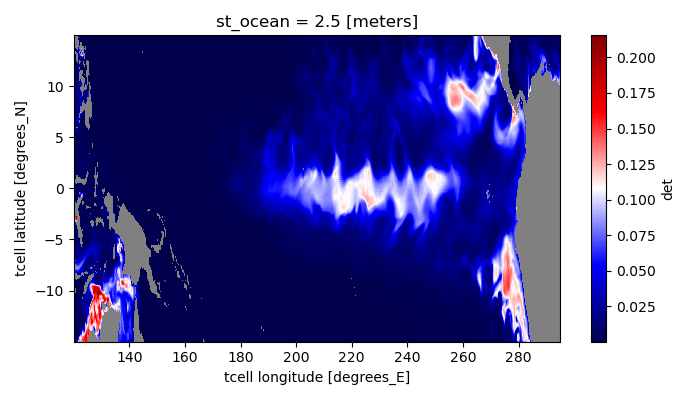 st_ocean = 2.5 [meters]
10
5
0
−5
−10
tcell latitude [degrees_N]
140 160 180 200 220 240 260 280
tcell longitude [degrees_E]
0.200
0.175
0.150
0.125
0.100
0.075
0.050
0.025
det